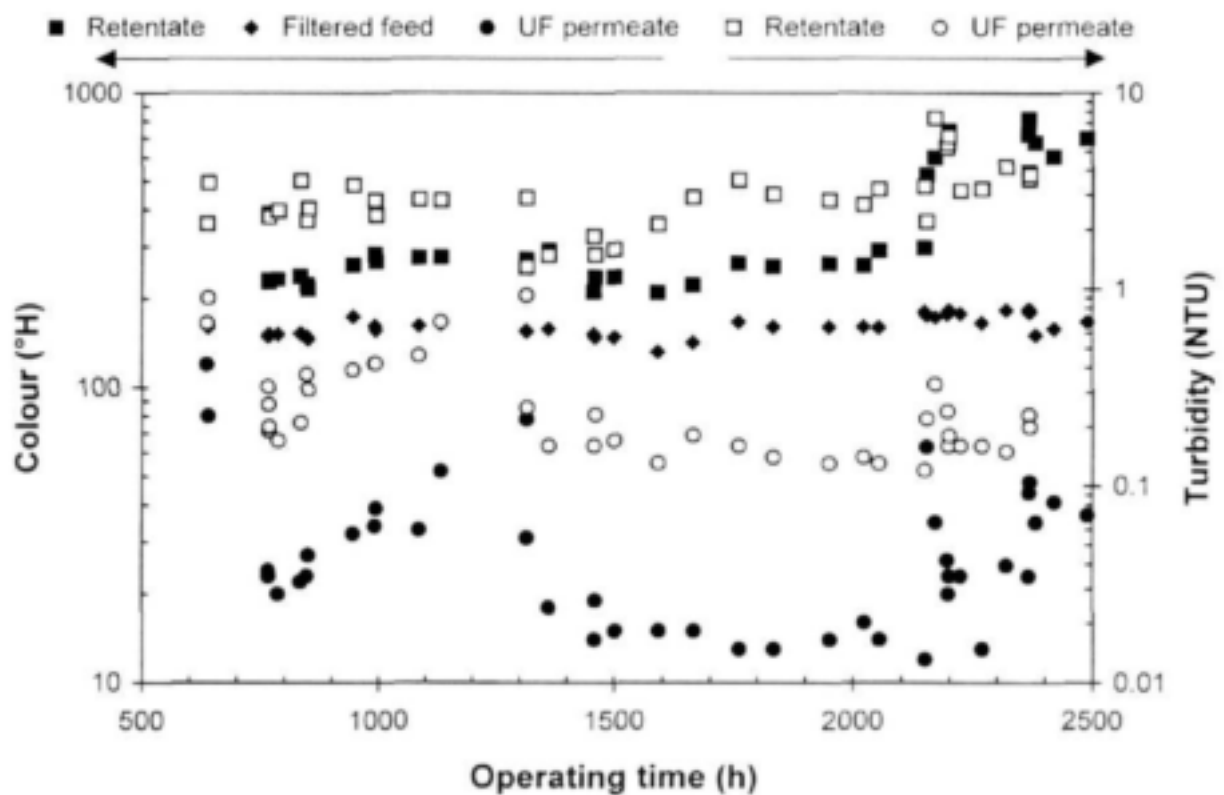 Retentate Filtered feed UF permeate Retentate UF permeate
1000 10
Colour (°H)
100
10
Turbidity (NTU)
1
0.1
0.01
500 1000 1500 2000 2500
Operating time (h)